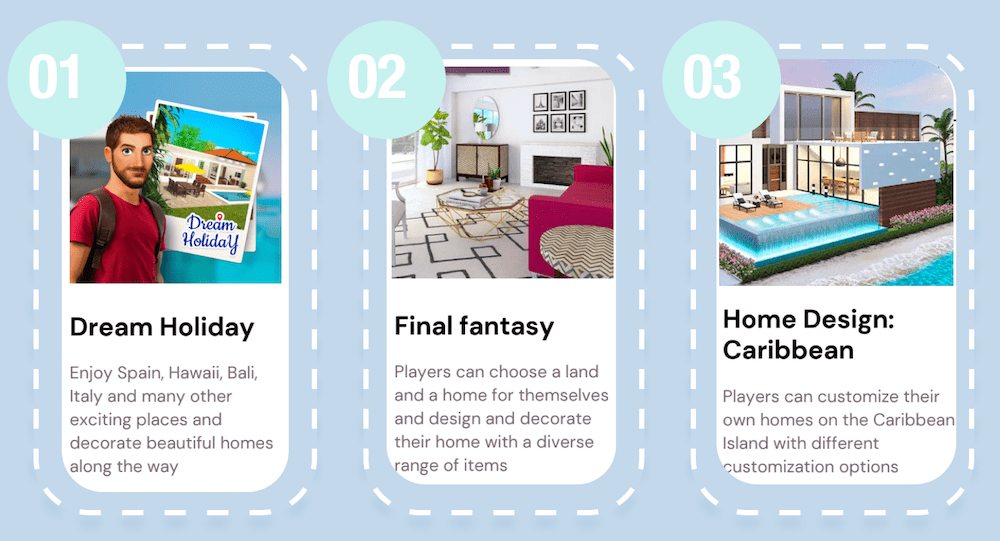 01
Dream
Holiday
Dream Holiday
Enjoy Spain, Hawaii, Bali,
Italy and many other
exciting places and
decorate beautiful homes
along the way
02
Final fantasy
Players can choose a land
and a home for themselves
and design and decorate
their home with a diverse
range of items
03
Home Design:
Caribbean
Players can customize their
own homes on the Caribbean
Island with different
customization options